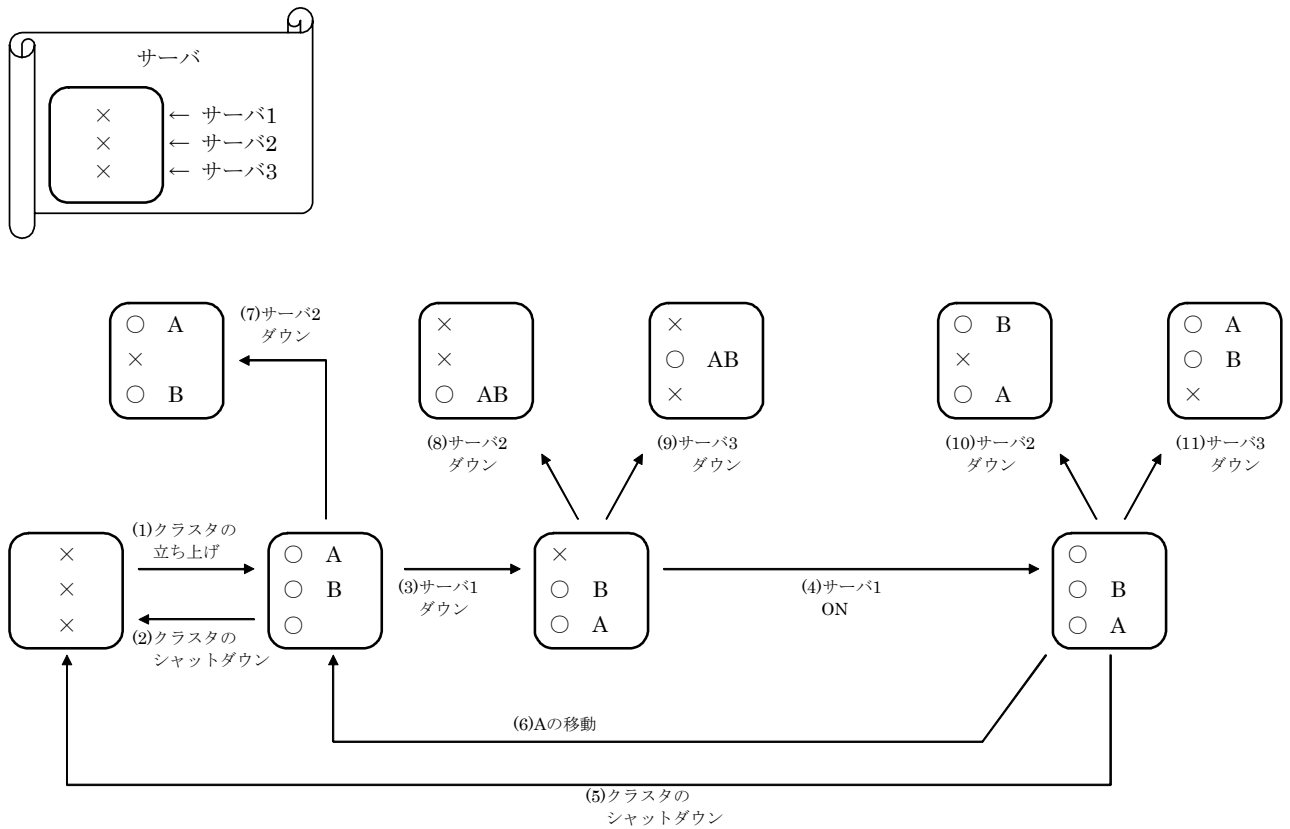 サーバ
× ← サーバ1
× ← サーバ2
× ← サーバ3
○ A
×
○ B
(7)サーバ2
ダウン
×
×
○ AB
×
○ AB
×
○ B
×
○ A
○ A
○ B
×
(8)サーバ2
ダウン
(9)サーバ3
ダウン
(10)サーバ2
ダウン
(11)サーバ3
ダウン
×
×
×
(1)クラスタの
立ち上げ
(2)クラスタの
シャットダウン
○ A
○ B
○
(3)サーバ1
ダウン
×
○ B
○ A
(4)サーバ1
ON
○
○ B
○ A
(6)Aの移動
(5)クラスタの
シャットダウン